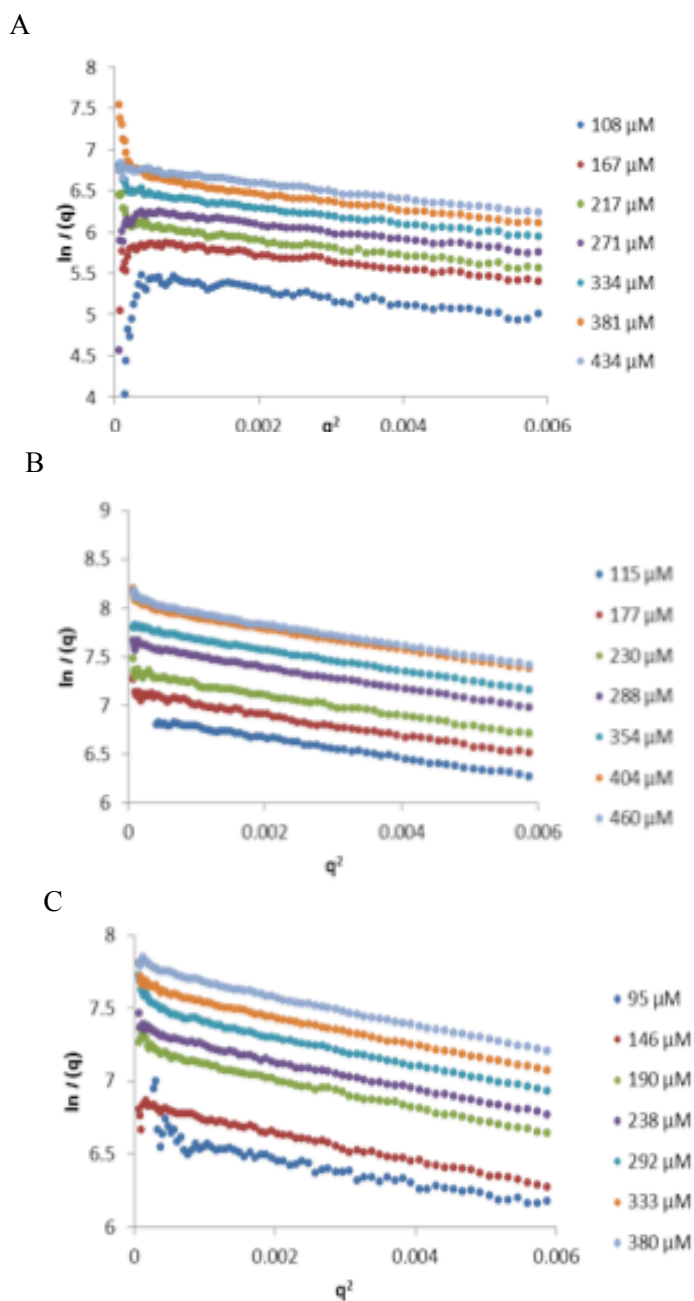 A
8
7.5
7
6.5
6
5.5
5
4.5
4
ln I (q)
0
0.002
0.004
0.006
q²
108 µM
167 µM
217 µM
271 µM
334 µM
381 µM
434 µM
B
9
8.5
8
7.5
7
6.5
6
ln I (q)
0
0.002
0.004
0.006
q²
115 µM
177 µM
230 µM
288 µM
354 µM
404 µM
460 µM
C
8
7.5
7
6.5
6
ln I (q)
0
0.002
0.004
0.006
q²
95 µM
146 µM
190 µM
238 µM
292 µM
333 µM
380 µM